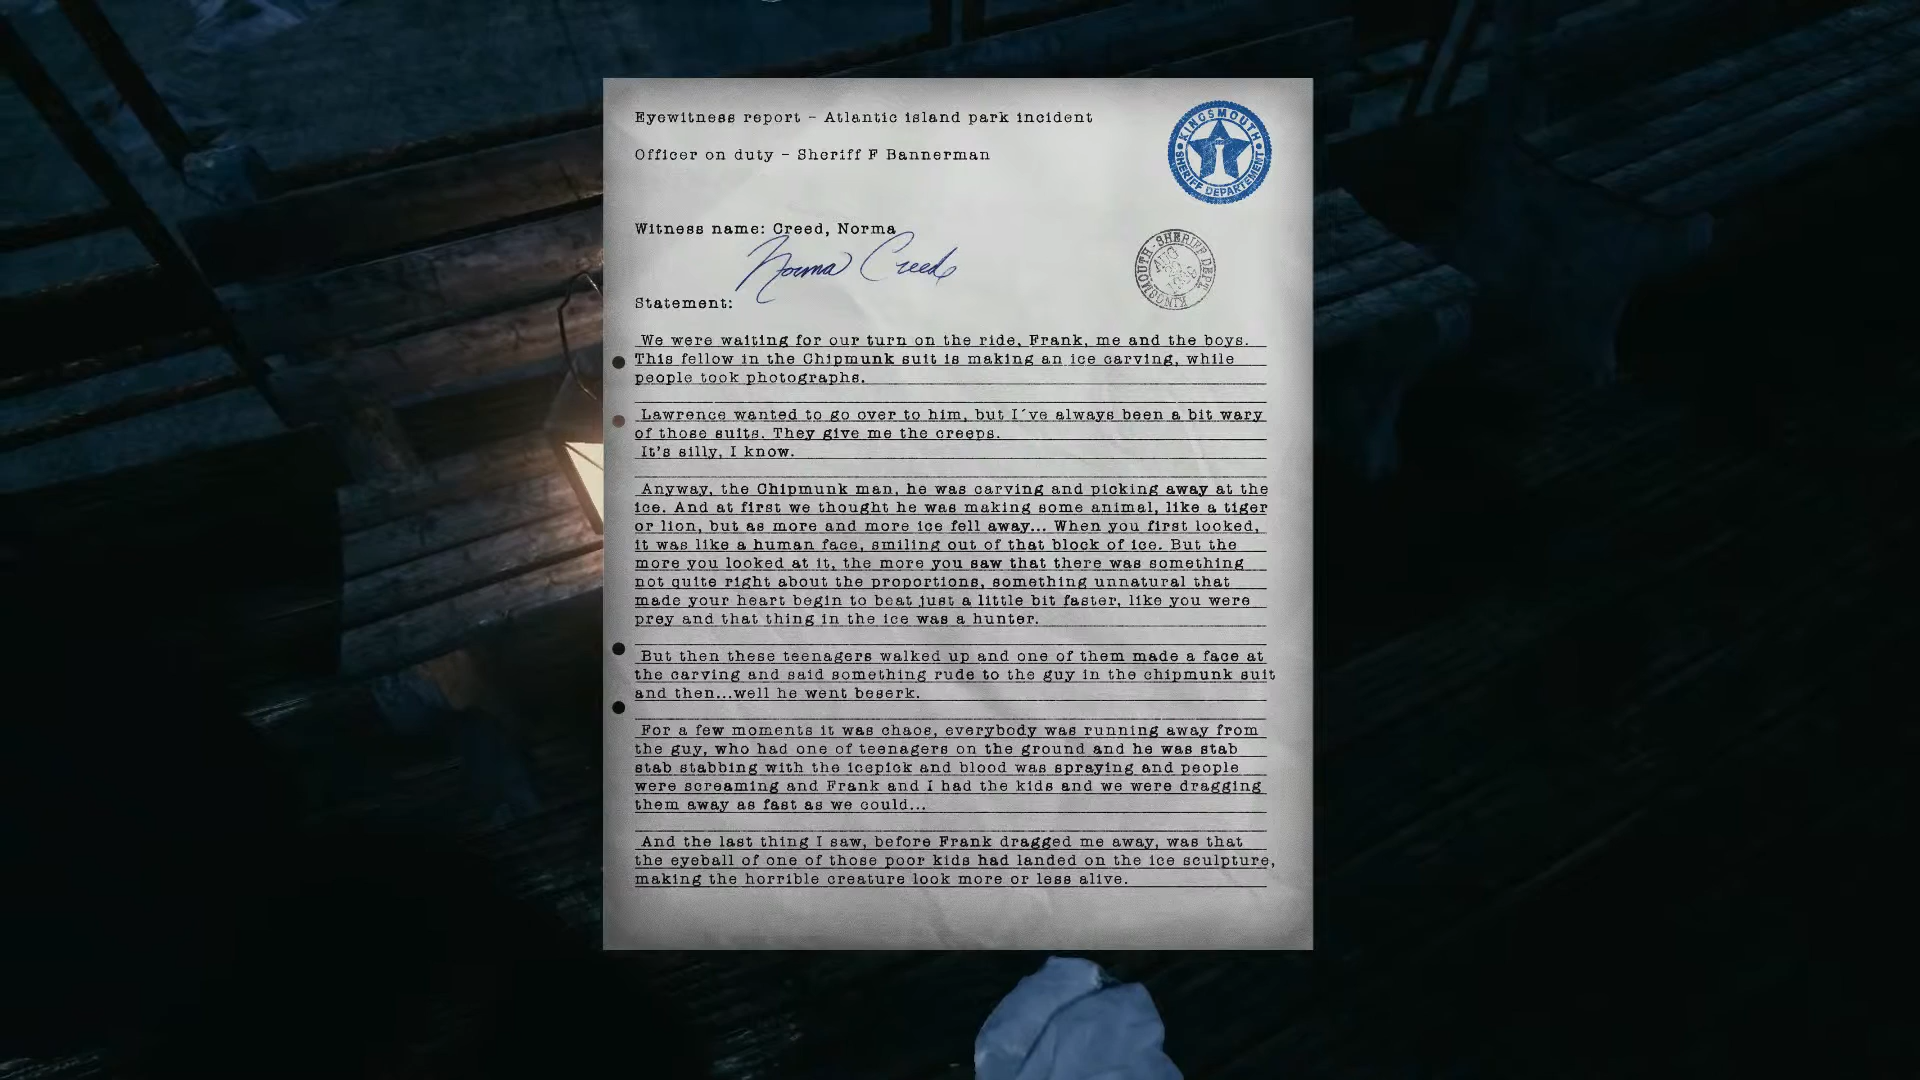 Eyewitness report - Atlantic island park incident
Officer on duty - Sheriff F Bannerman
KINGSMOUTH
SHERIFF DEPARTEMENT
Witness name: Creed, Norma
Norma Creed
KINGSMOUTH - SHERIFF DEPT
AUG
Statement:
We were waiting for our turn on the ride, Frank, me and the boys.
This fellow in the Chipmunk suit is making an ice carving, while
people took photographs.
Lawrence wanted to go over to him, but I´ve always been a bit wary
of those suits. They give me the creeps.
It's silly, I know.
Anyway, the Chipmunk man, he was carving and picking away at the
ice. And at first we thought he was making some animal, like a tiger
or lion, but as more and more ice fell away... When you first looked,
it was like a human face, smiling out of that block of ice. But the
more you looked at it, the more you saw that there was something
not quite right about the proportions, something unnatural that
made your heart begin to beat just a little bit faster, like you were
prey and that thing in the ice was a hunter.
But then these teenagers walked up and one of them made a face at
the carving and said something rude to the guy in the chipmunk suit
and then...well he went beserk.
For a few moments it was chaos, everybody was running away from
the guy, who had one of teenagers on the ground and he was stab
stab stabbing with the icepick and blood was spraying and people
were screaming and Frank and I had the kids and we were dragging
them away as fast as we could...
And the last thing I saw, before Frank dragged me away, was that
the eyeball of one of those poor kids had landed on the ice sculpture,
making the horrible creature look more or less alive.